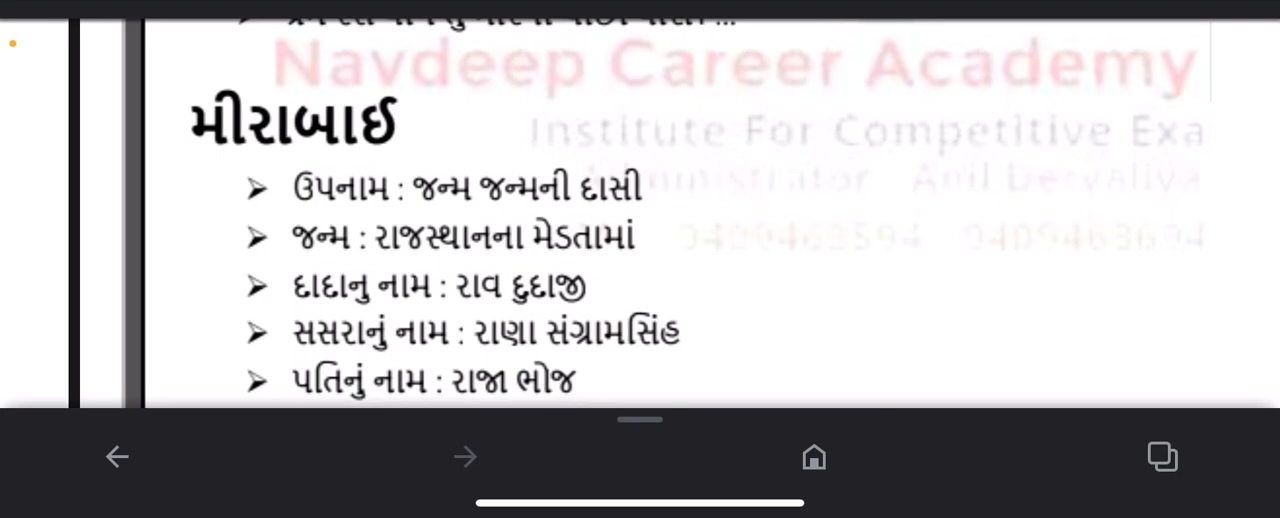 Navdeep Career Academy
મીરાબાઈ
Institute For Competitive Exa
➢ ઉપનામ : જન્મ જન્મની દાસી
➢ જન્મ : રાજસ્થાનના મેડતામાં
➢ દાદાનુ નામ : રાવ દુદાજી
➢ સસરાનું નામ : રાણા સંગ્રામસિંહ
➢ પતિનું નામ : રાજા ભોજ